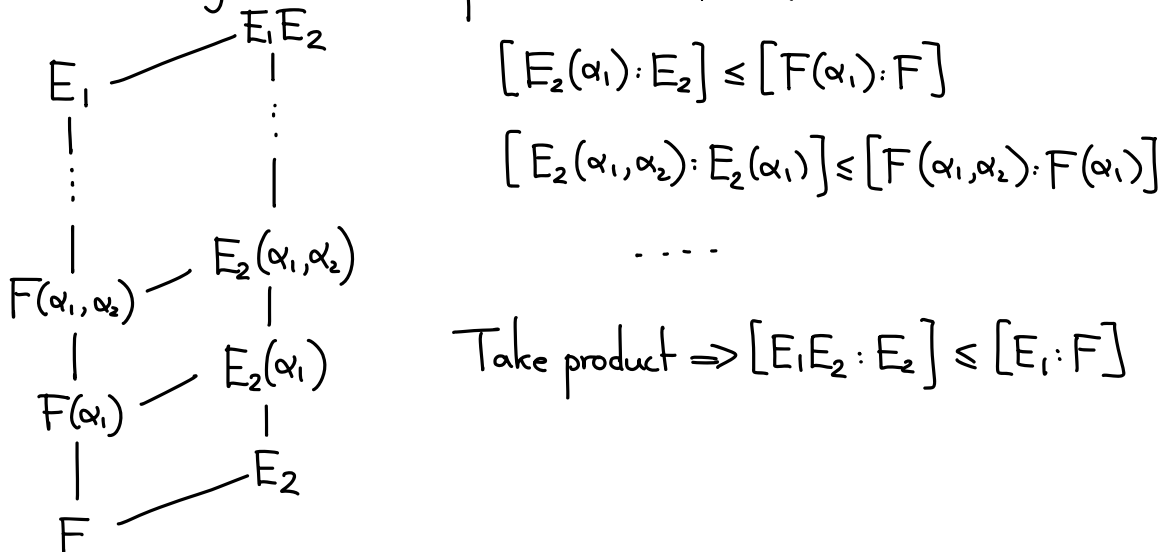 E₁E₂
E₁
⋮
⋮
F(α₁,α₂)
E₂(α₁,α₂)
F(α₁)
E₂(α₁)
F
E₂
[E₂(α₁):E₂] ≤ [F(α₁):F]
[E₂(α₁,α₂):E₂(α₁)] ≤ [F(α₁,α₂):F(α₁)]
....
Take product ⇒ [E₁E₂:E₂] ≤ [E₁:F]